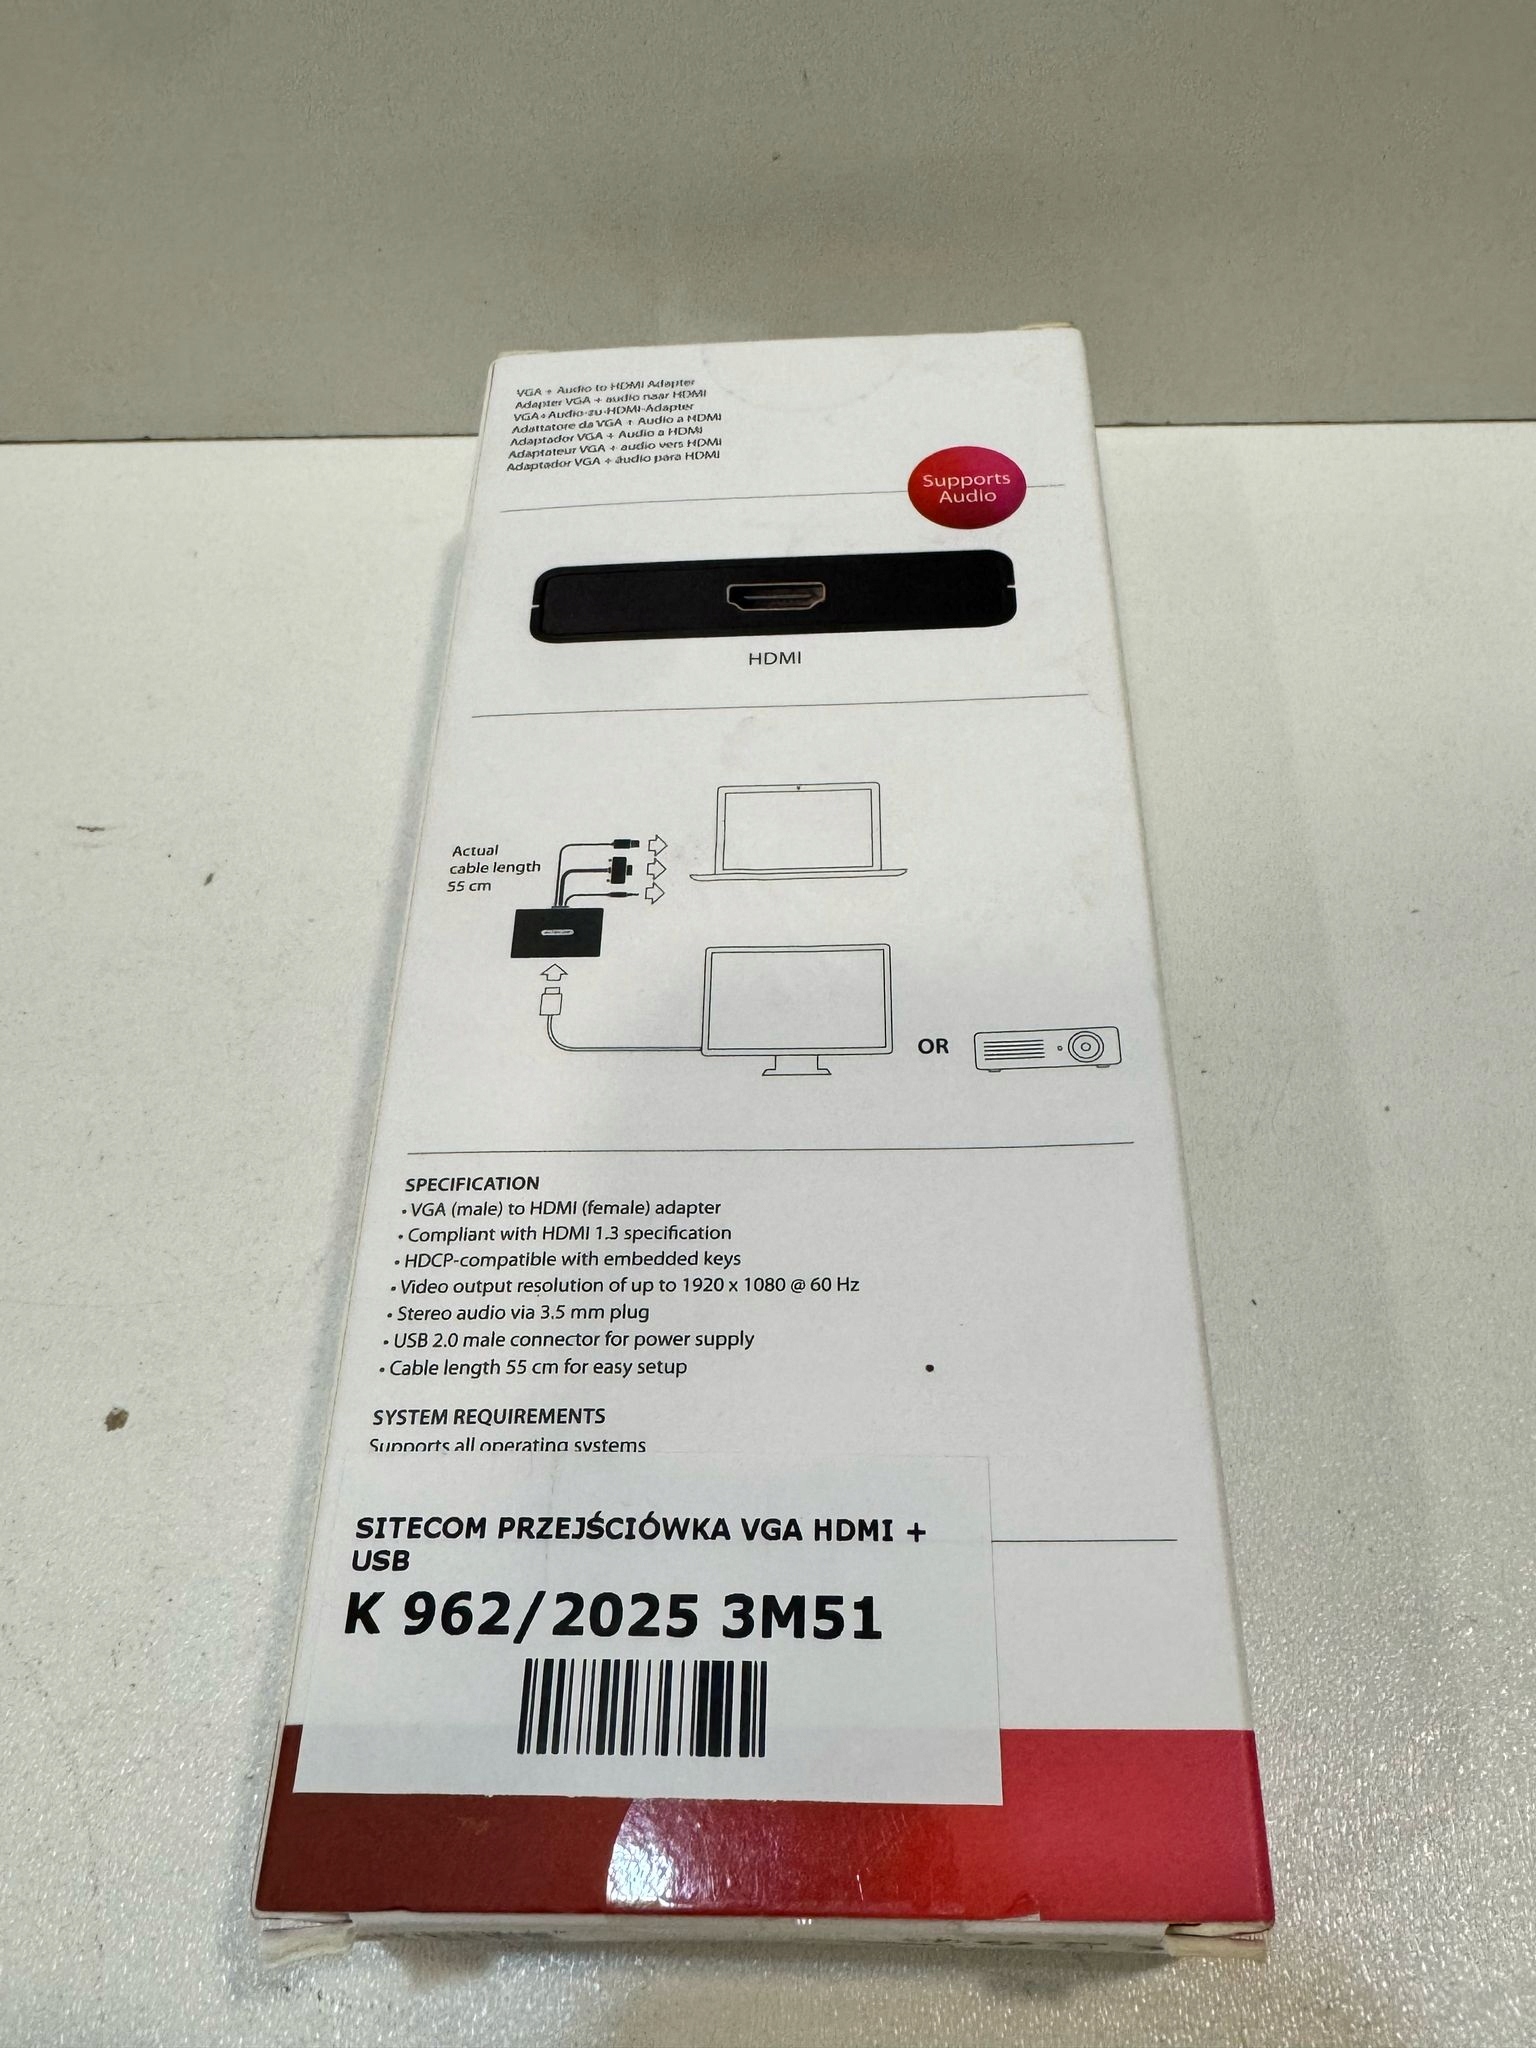 VGA + Audio to HDMI Adapter
Adapter VGA + audio naar HDMI
VGA+Audio-zu-HDMI-Adapter
Adattatore da VGA + Audio a HDMI
Adaptador VGA + Audio a HDMI
Adaptateur VGA + audio vers HDMI
Adaptador VGA + áudio para HDMI
Supports
Audio
HDMI
Actual
cable length
55 cm
OR
SPECIFICATION
• VGA (male) to HDMI (female) adapter
• Compliant with HDMI 1.3 specification
• HDCP-compatible with embedded keys
• Video output resolution of up to 1920 x 1080 @ 60 Hz
• Stereo audio via 3.5 mm plug
• USB 2.0 male connector for power supply
• Cable length 55 cm for easy setup
SYSTEM REQUIREMENTS
Supports all operating systems
SITECOM PRZEJŚCIÓWKA VGA HDMI +
USB
K 962/2025 3M51